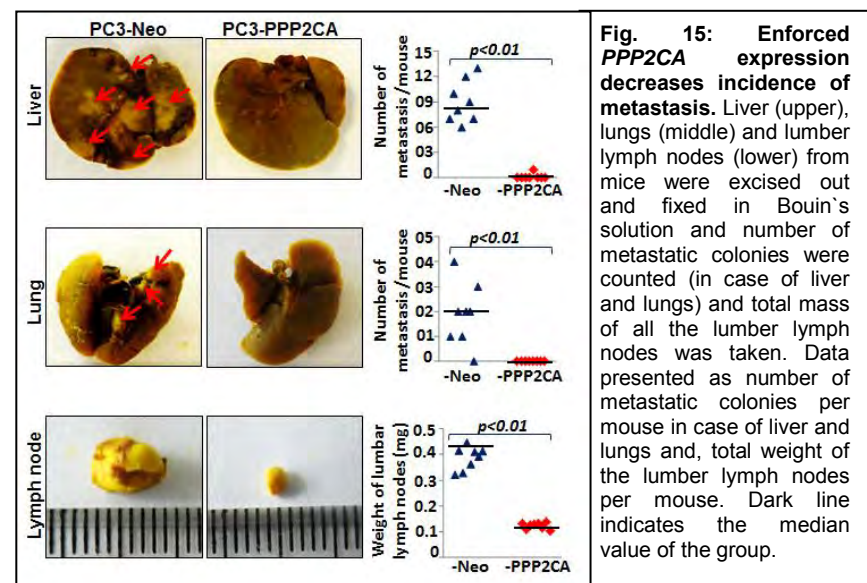 PC3-Neo
PC3-PPP2CA
Liver
Number of
metastasis/mouse
15
12
09
06
03
0
p<0.01
-Neo
-PPP2CA
Lung
Number of
metastasis/mouse
05
04
03
02
01
0
p<0.01
-Neo
-PPP2CA
Lymph node
Weight of lumbar
lymph nodes (mg)
0.5
0.4
0.3
0.2
0.1
0
p<0.01
-Neo
-PPP2CA
Fig. 15: Enforced
PPP2CA expression
decreases incidence of
metastasis. Liver (upper),
lungs (middle) and lumber
lymph nodes (lower) from
mice were excised out
and fixed in Bouin`s
solution and number of
metastatic colonies were
counted (in case of liver
and lungs) and total mass
of all the lumber lymph
nodes was taken. Data
presented as number of
metastatic colonies per
mouse in case of liver and
lungs and, total weight of
the lumber lymph nodes
per mouse. Dark line
indicates the median
value of the group.